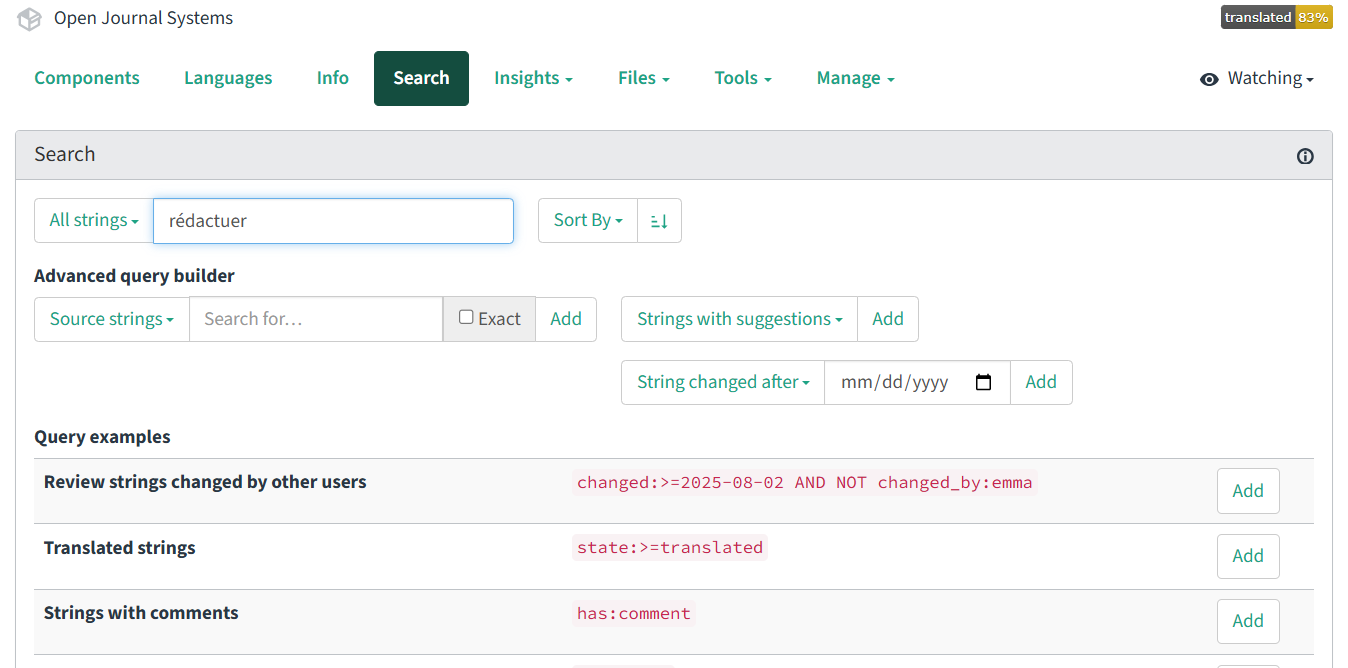 Open Journal Systems
translated 83%
Components Languages Info Search Insights Files Tools Manage Watching
Search
All strings rédactuer Sort By
Advanced query builder
Source strings Search for... Exact Add Strings with suggestions Add
String changed after mm/dd/yyyy Add
Query examples
Review strings changed by other users changed:>=2025-08-02 AND NOT changed_by:emma Add
Translated strings state:>=translated Add
Strings with comments has:comment Add